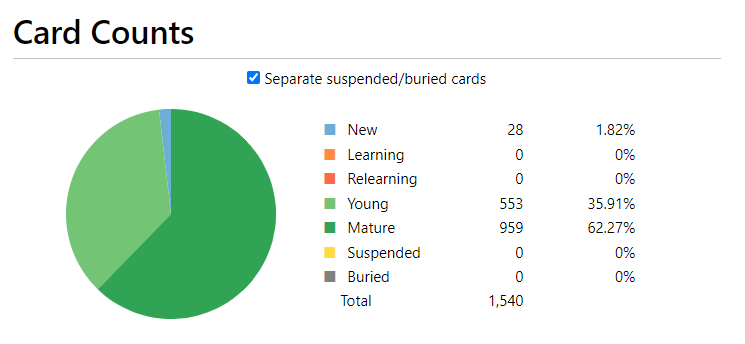 Card Counts
Separate suspended/buried cards
New 28 1.82%
Learning 0 0%
Relearning 0 0%
Young 553 35.91%
Mature 959 62.27%
Suspended 0 0%
Buried 0 0%
Total 1,540